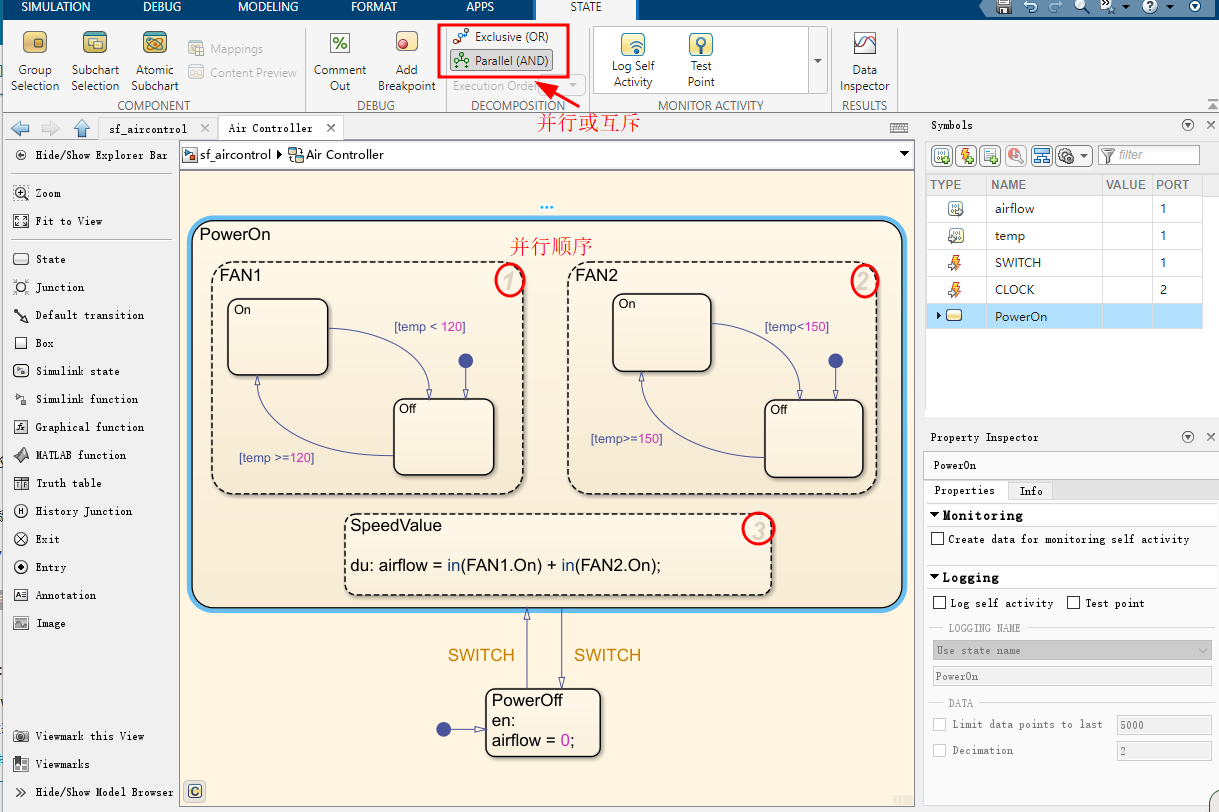 SIMULATION DEBUG MODELING FORMAT APPS STATE
Group Selection
Subchart Selection
Atomic Subchart
Mappings
Content Preview
COMPONENT
Comment Out
Add Breakpoint
DEBUG
Exclusive (OR)
Parallel (AND)
Execution Order
DECOMPOSITION
Log Self Activity
Test Point
MONITOR ACTIVITY
Data Inspector
RESULTS
并行或互斥
sf_aircontrol
Air Controller
Hide/Show Explorer Bar
sf_aircontrol
Air Controller
Zoom
Fit to View
State
Junction
Default transition
Box
Simulink state
Simulink function
Graphical function
MATLAB function
Truth table
History Junction
Exit
Entry
Annotation
Image
Viewmark this View
Viewmarks
Hide/Show Model Browser
PowerOn
并行顺序
FAN1
1
On
[temp < 120]
Off
[temp >=120]
FAN2
2
On
[temp<150]
Off
[temp>=150]
SpeedValue
3
du: airflow = in(FAN1.On) + in(FAN2.On);
SWITCH
SWITCH
PowerOff
en:
airflow = 0;
Symbols
filter
TYPE NAME VALUE PORT
airflow 1
temp 1
SWITCH 1
CLOCK 2
PowerOn
Property Inspector
PowerOn
Properties Info
Monitoring
Create data for monitoring self activity
Logging
Log self activity Test point
LOGGING NAME
Use state name
PowerOn
DATA
Limit data points to last 5000
Decimation 2